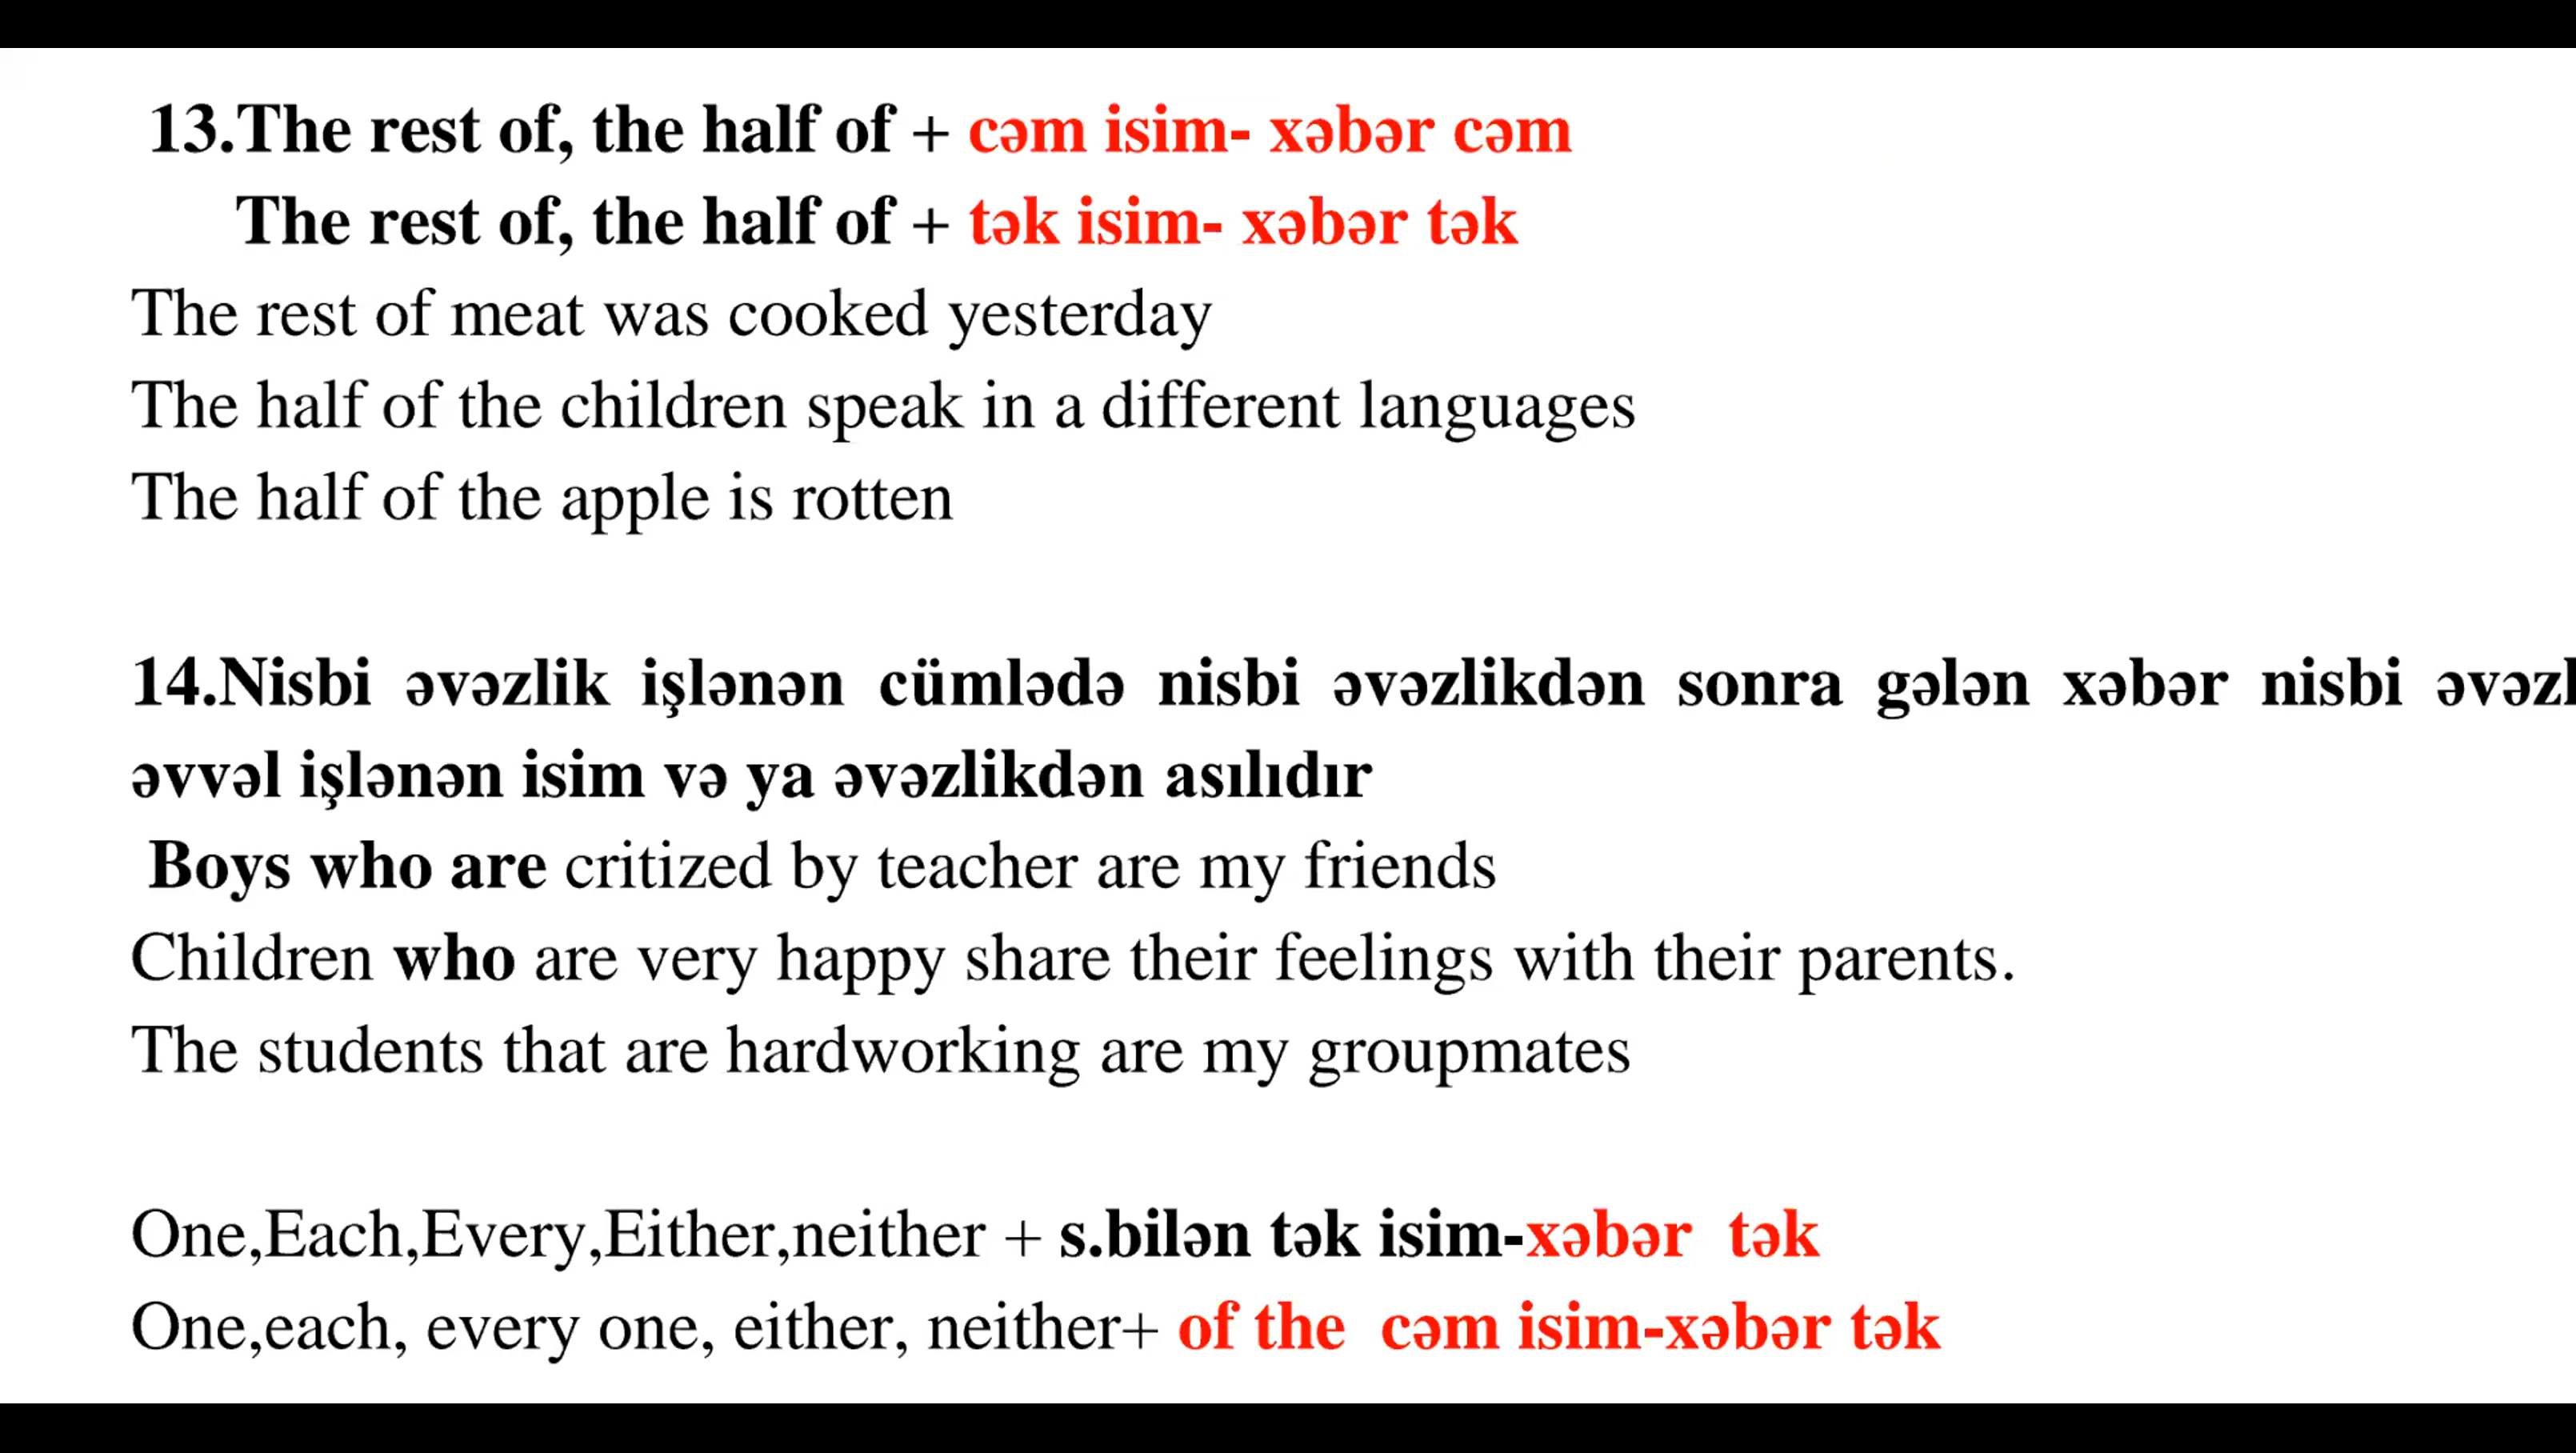 13.The rest of, the half of + cəm isim- xəbər cəm
The rest of, the half of + tək isim- xəbər tək
The rest of meat was cooked yesterday
The half of the children speak in a different languages
The half of the apple is rotten
14.Nisbi əvəzlik işlənən cümlədə nisbi əvəzlikdən sonra gələn xəbər nisbi
əvvəl işlənən isim və ya əvəzlikdən asılıdır
Boys who are critized by teacher are my friends
Children who are very happy share their feelings with their parents.
The students that are hardworking are my groupmates
One,Each,Every,Either,neither + s.bilən tək isim-xəbər tək
One,each, every one, either, neither+ of the cəm isim-xəbər tək